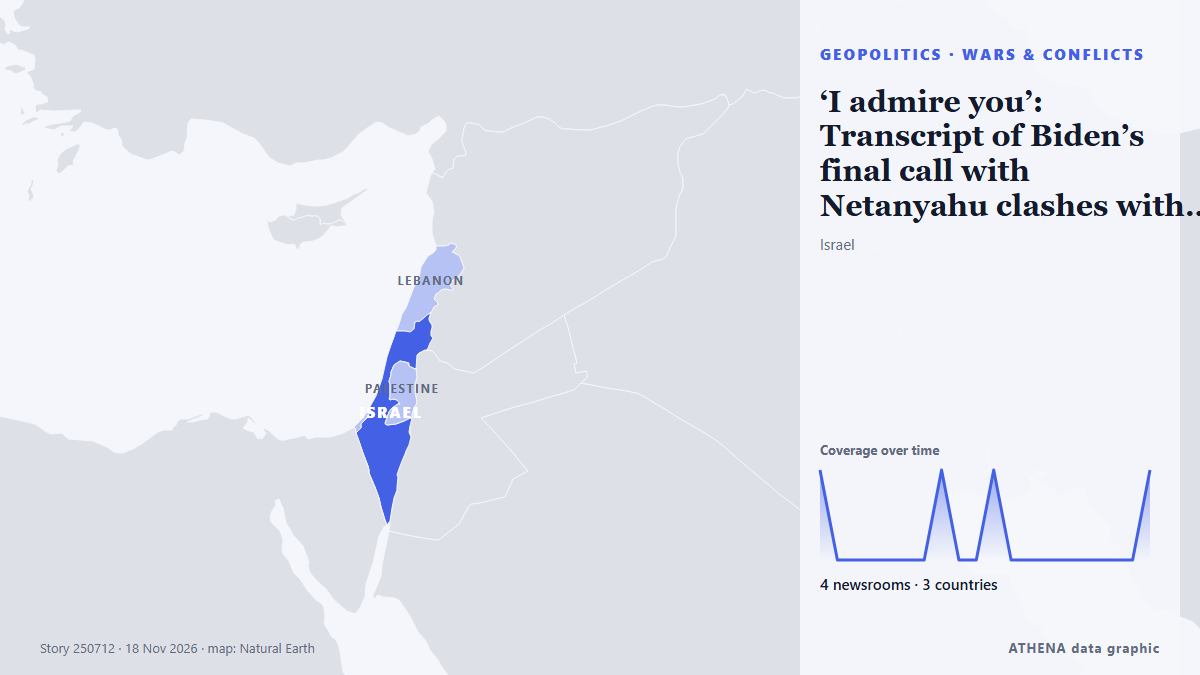 GEOPOLITICS · WARS & CONFLICTS
‘I admire you’:
Transcript of Biden’s
final call with
Netanyahu clashes with..
Israel
LEBANON
PALESTINE
ISRAEL
Coverage over time
4 newsrooms · 3 countries
Story 250712 · 18 Nov 2026 · map: Natural Earth
ATHENA data graphic